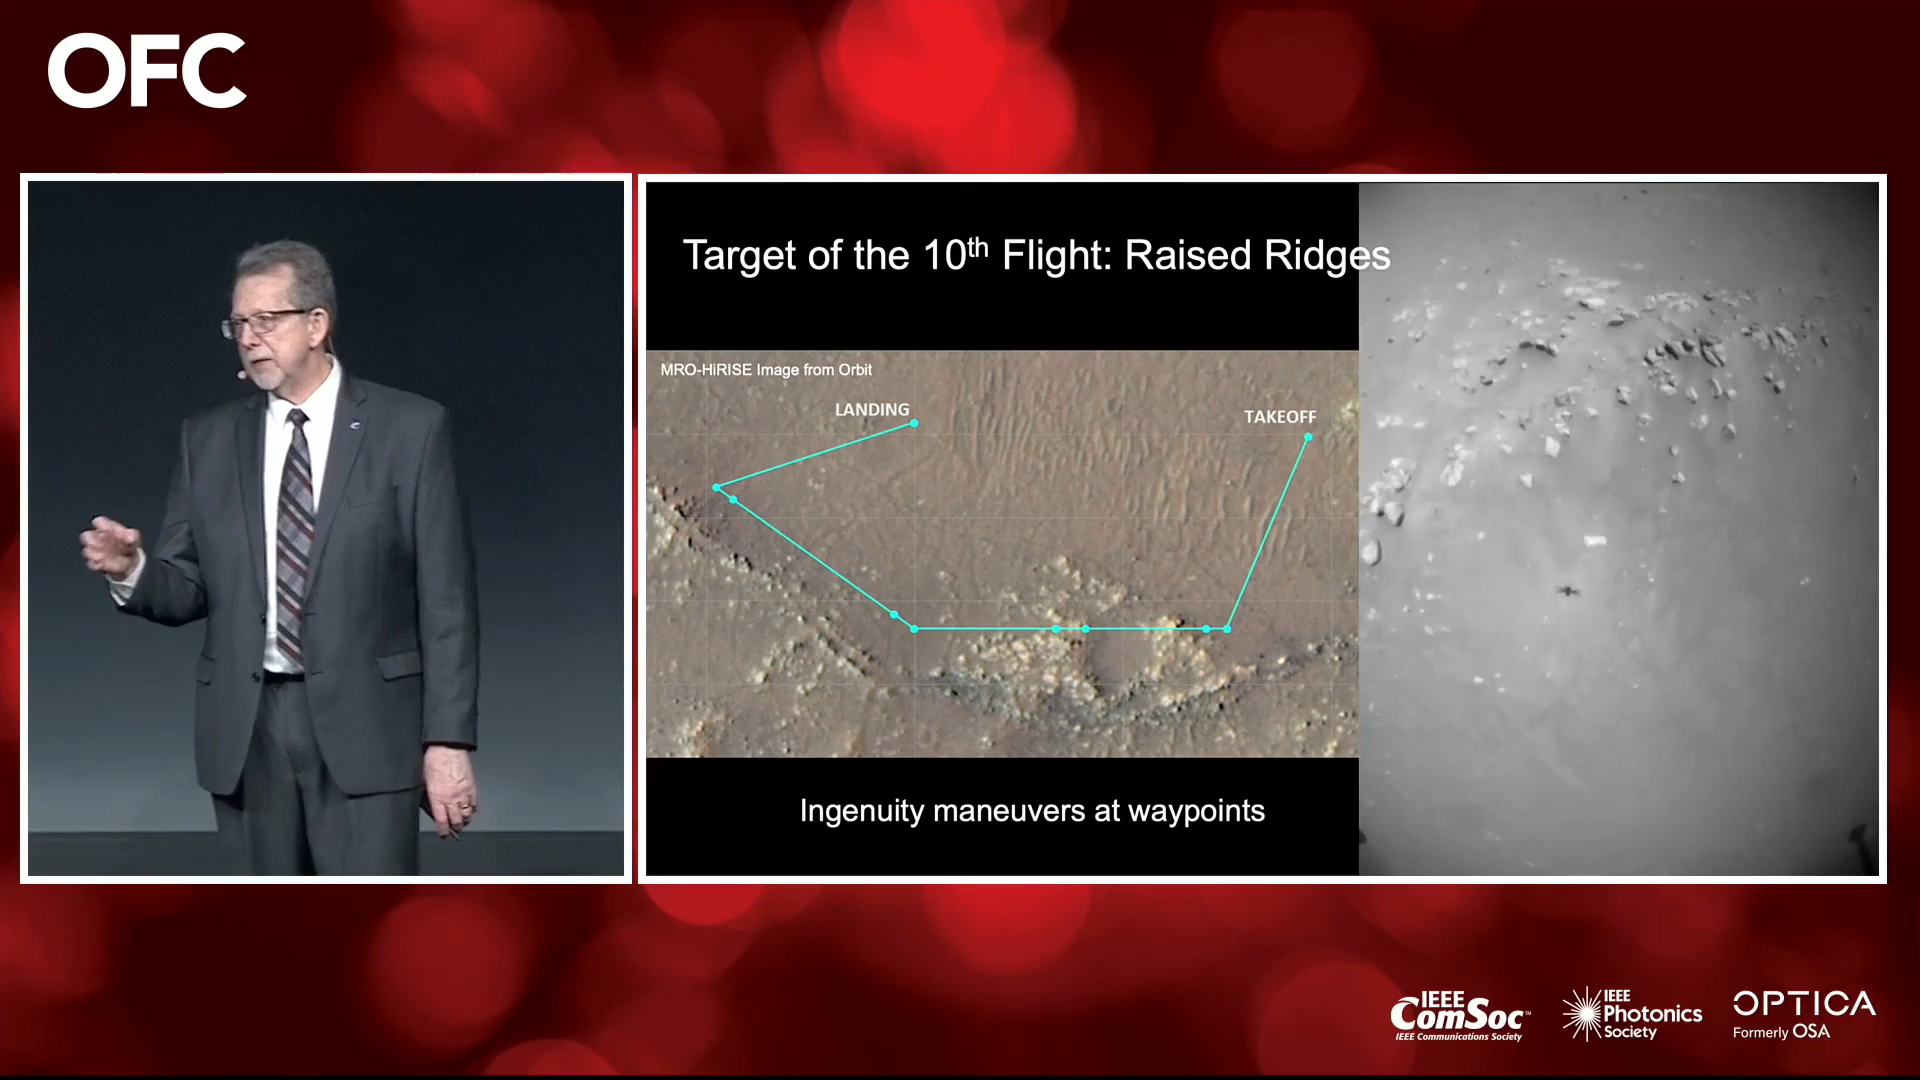 OFC
Target of the 10th Flight: Raised Ridges
MRO-HiRISE Image from Orbit
LANDING
TAKEOFF
Ingenuity maneuvers at waypoints
IEEE
ComSoc™
IEEE Communications Society
IEEE
Photonics
Society
OPTICA
Formerly OSA